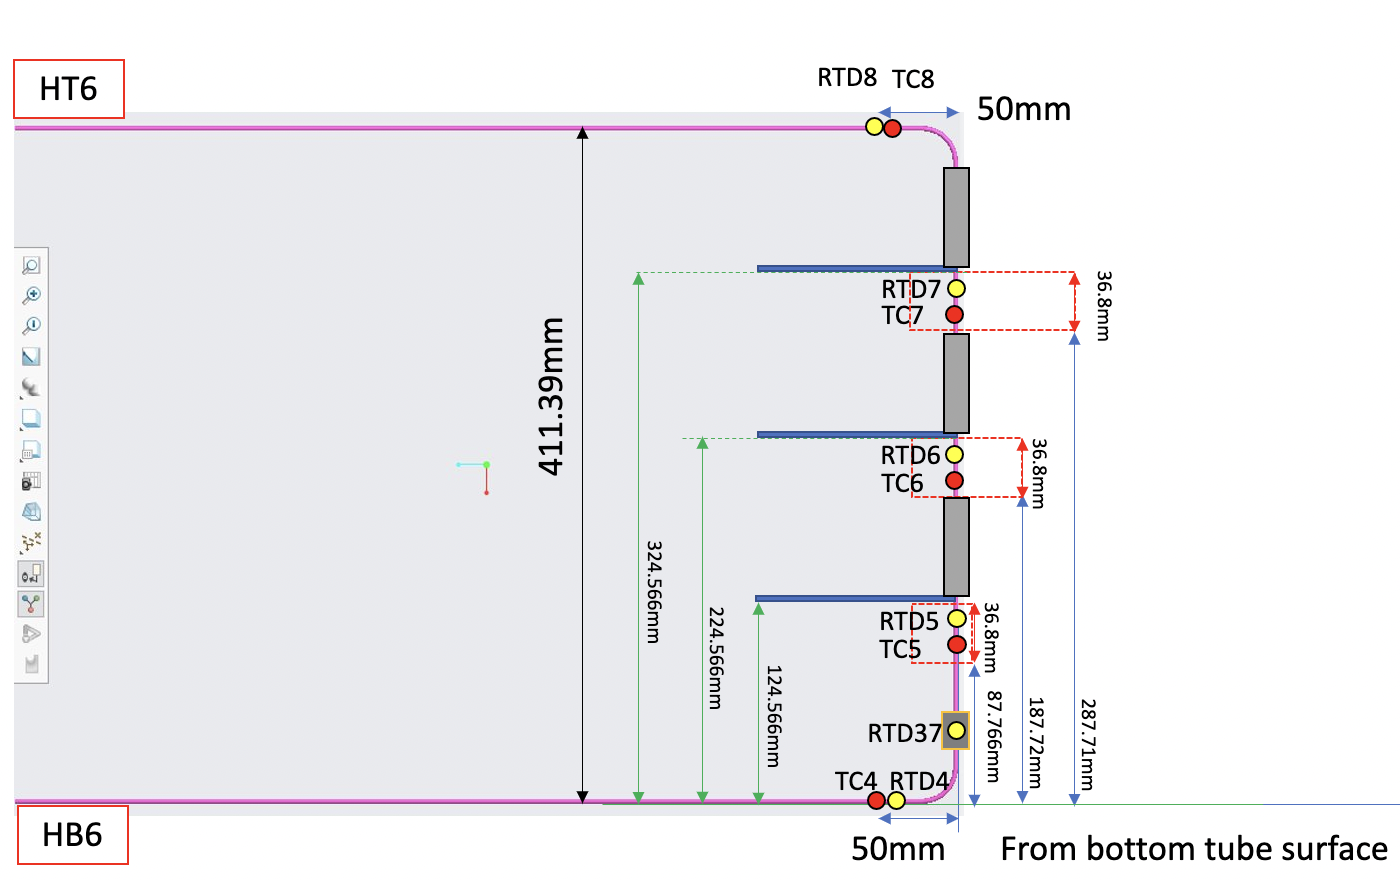 RTD8 TC8
HT6
50mm
RTD7
TC7
36.8mm
411.39mm
RTD6
TC6
36.8mm
324.566mm
224.566mm
124.566mm
RTD5
TC5
36.8mm
87.766mm
187.72mm
287.71mm
RTD37
TC4 RTD4
HB6
50mm
From bottom tube surface